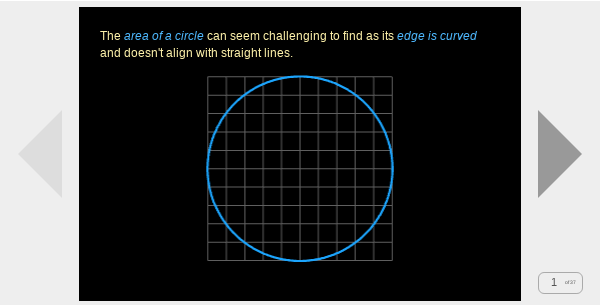 The area of a circle can seem challenging to find as its edge is curved
and doesn't align with straight lines.
1 of 37